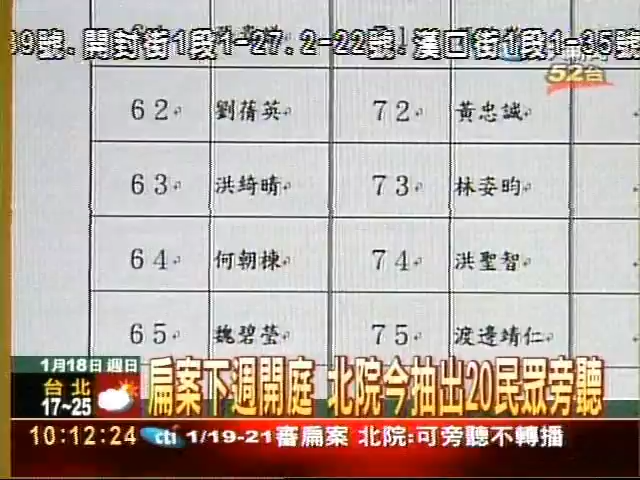 39號. 開封街1段1-27. 2-22號. 漢口街1段1-35號
52台
62 劉蒨英 72 黃忠誠
63 洪綺晴 73 林姿昀
64 何朝棟 74 洪聖智
65 魏碧瑩 75 渡邊靖仁
1月18日 週日
台北
17~25
扁案下週開庭 北院今抽出20民眾旁聽
10:12:24 cti 1/19-21審扁案 北院:可旁聽不轉播